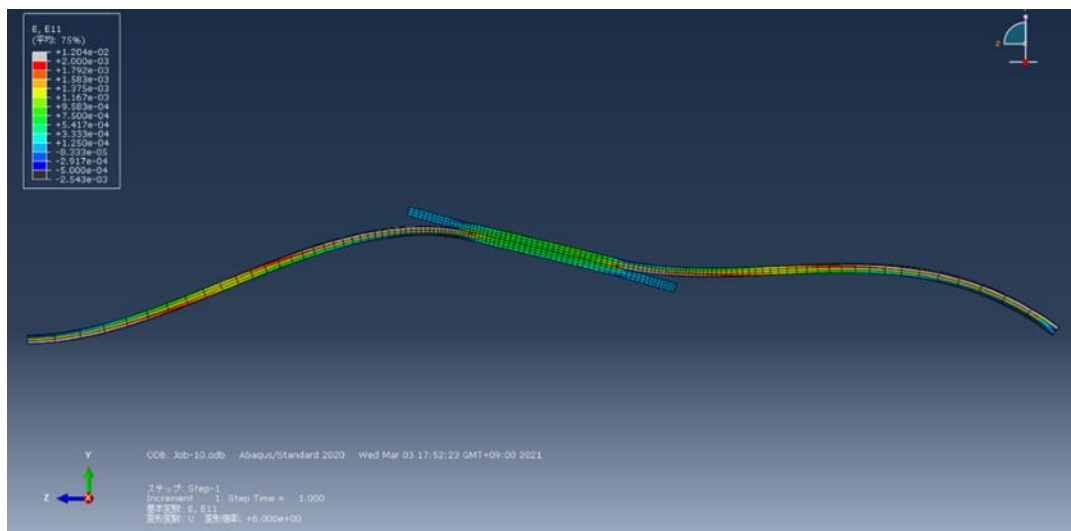 E, E11
(平均: 75%)
+1.204e-02
+2.000e-03
+1.792e-03
+1.583e-03
+1.375e-03
+1.167e-03
+9.583e-04
+7.500e-04
+5.417e-04
+3.333e-04
+1.250e-04
-8.333e-05
-2.917e-04
-5.000e-04
-2.543e-03
Y
Z
Y
Z
ODB: Job-10.odb Abaqus/Standard 2020 Wed Mar 03 17:52:23 GMT+09:00 2021
ステップ: Step-1
Increment 1: Step Time = 1.000
基本変数: E, E11
変形変数: U 変形倍率: +6.000e+00